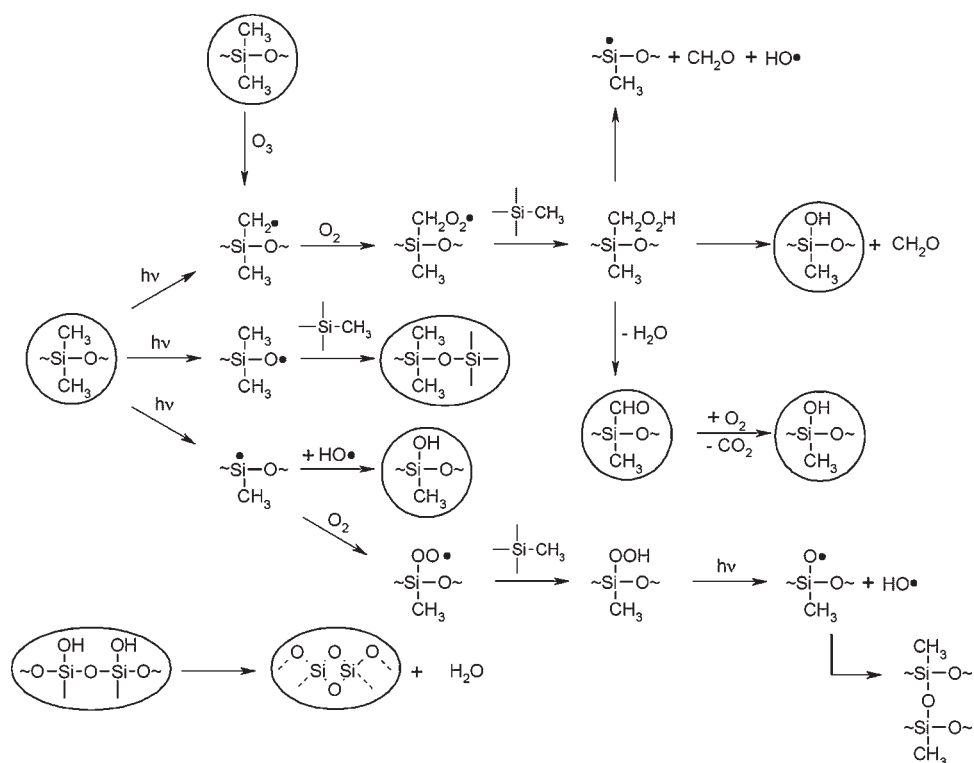 CH₃
~Si—O~
CH₃
O₃
Si—O~ + CH₂O + HO•
CH₃
CH₂•
~Si—O~
CH₃
O₂
CH₂O₂•
~Si—O~
CH₃
—Si—CH₃
CH₂O₂H
~Si—O~
CH₃
OH
~Si—O~ + CH₂O
CH₃
hν
CH₃
~Si—O~
CH₃
hν
CH₃
~Si—O•
CH₃
—Si—CH₃
CH₃
~Si—O—Si—
CH₃
- H₂O
hν
CHO
~Si—O~
CH₃
+ O₂
- CO₂
OH
~Si—O~
CH₃
•
~Si—O~
CH₃
+ HO•
OH
~Si—O~
CH₃
O₂
OO•
~Si—O~
CH₃
—Si—CH₃
OOH
~Si—O~
CH₃
hν
O•
~Si—O~ + HO•
CH₃
OH OH
~O—Si—O—Si—O~
O O O
Si Si
O
+ H₂O
CH₃
~Si—O~
O
~Si—O~
CH₃